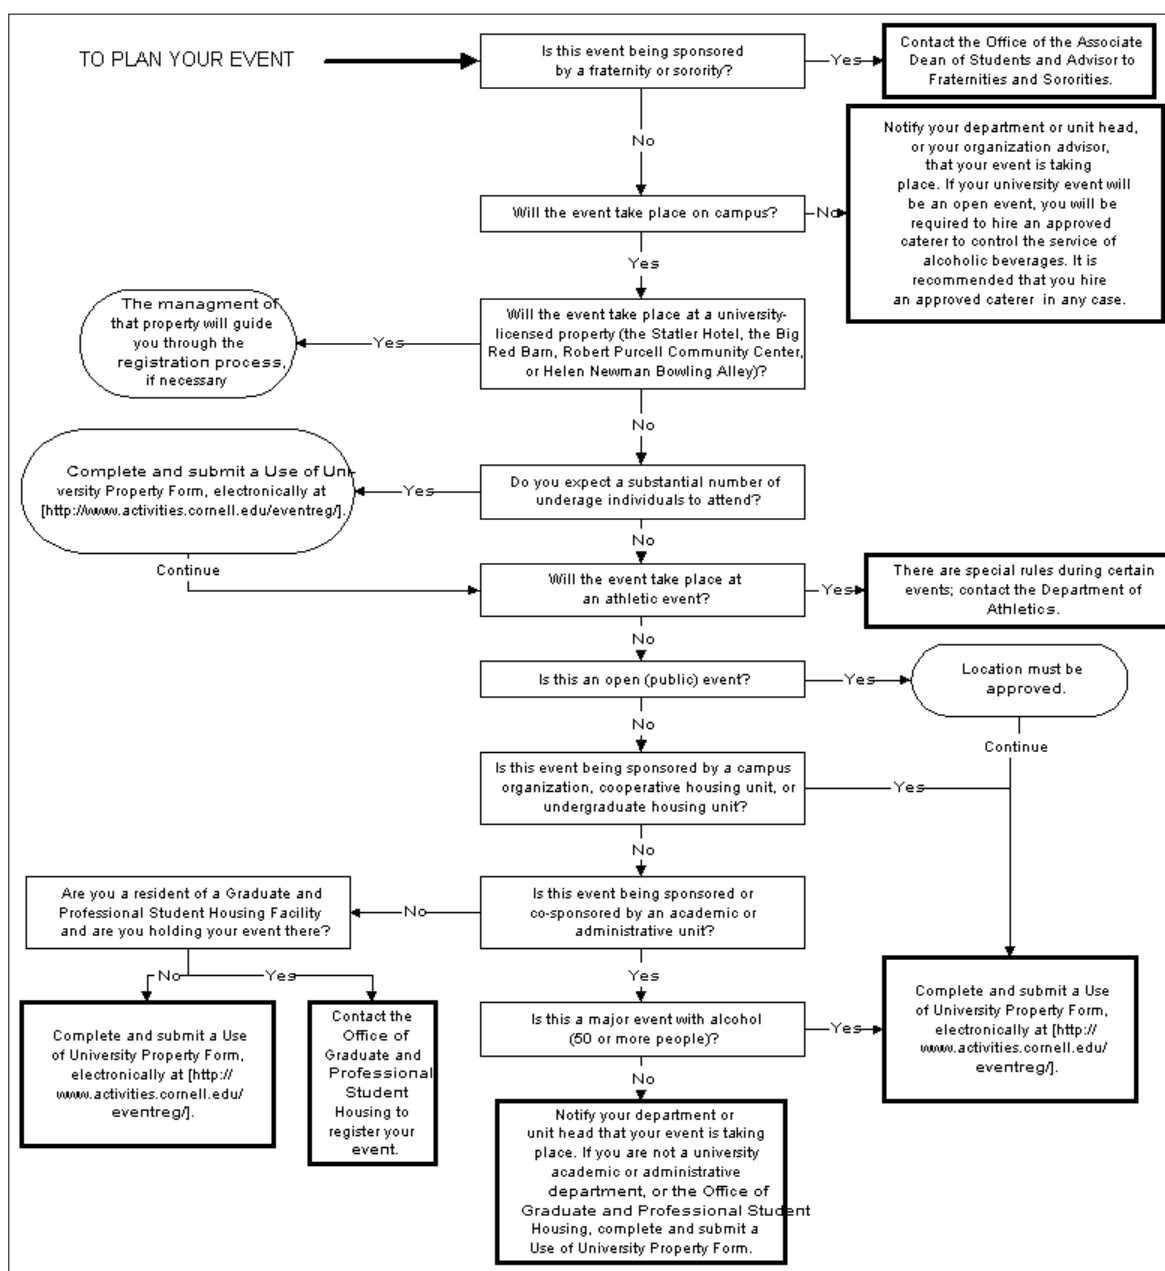 TO PLAN YOUR EVENT
Is this event being sponsored
by a fraternity or sorority?
Yes
Contact the Office of the Associate
Dean of Students and Advisor to
Fraternities and Sororities.
No
Notify your department or unit head,
or your organization advisor,
that your event is taking
place. If your university event will
be an open event, you will be
required to hire an approved
caterer to control the service of
alcoholic beverages. It is
recommended that you hire
an approved caterer in any case.
Will the event take place on campus?
No
Yes
The managment of
that property will guide
you through the
registration process,
if necessary
Yes
Will the event take place at a university-
licensed property (the Statler Hotel, the Big
Red Barn, Robert Purcell Community Center,
or Helen Newman Bowling Alley)?
No
Complete and submit a Use of Uni-
versity Property Form, electronically at
[http://www.activities.cornell.edu/eventreg/].
Yes
Do you expect a substantial number of
underage individuals to attend?
No
Continue
Will the event take place at
an athletic event?
Yes
There are special rules during certain
events; contact the Department of
Athletics.
No
Is this an open (public) event?
Yes
Location must be
approved.
No
Continue
Is this event being sponsored by a campus
organization, cooperative housing unit, or
undergraduate housing unit?
Yes
No
Are you a resident of a Graduate and
Professional Student Housing Facility
and are you holding your event there?
No
Is this event being sponsored or
co-sponsored by an academic or
administrative unit?
No
Yes
Yes
Complete and submit a Use
of University Property Form,
electronically at [http://
www.activities.cornell.edu/
eventreg/].
Contact the
Office of
Graduate and
Professional
Student
Housing to
register your
event.
Is this a major event with alcohol
(50 or more people)?
Yes
Complete and submit a Use
of University Property Form,
electronically at [http://
www.activities.cornell.edu/
eventreg/].
No
Notify your department or
unit head that your event is taking
place. If you are not a university
academic or administrative
department, or the Office of
Graduate and Professional Student
Housing, complete and submit a
Use of University Property Form.